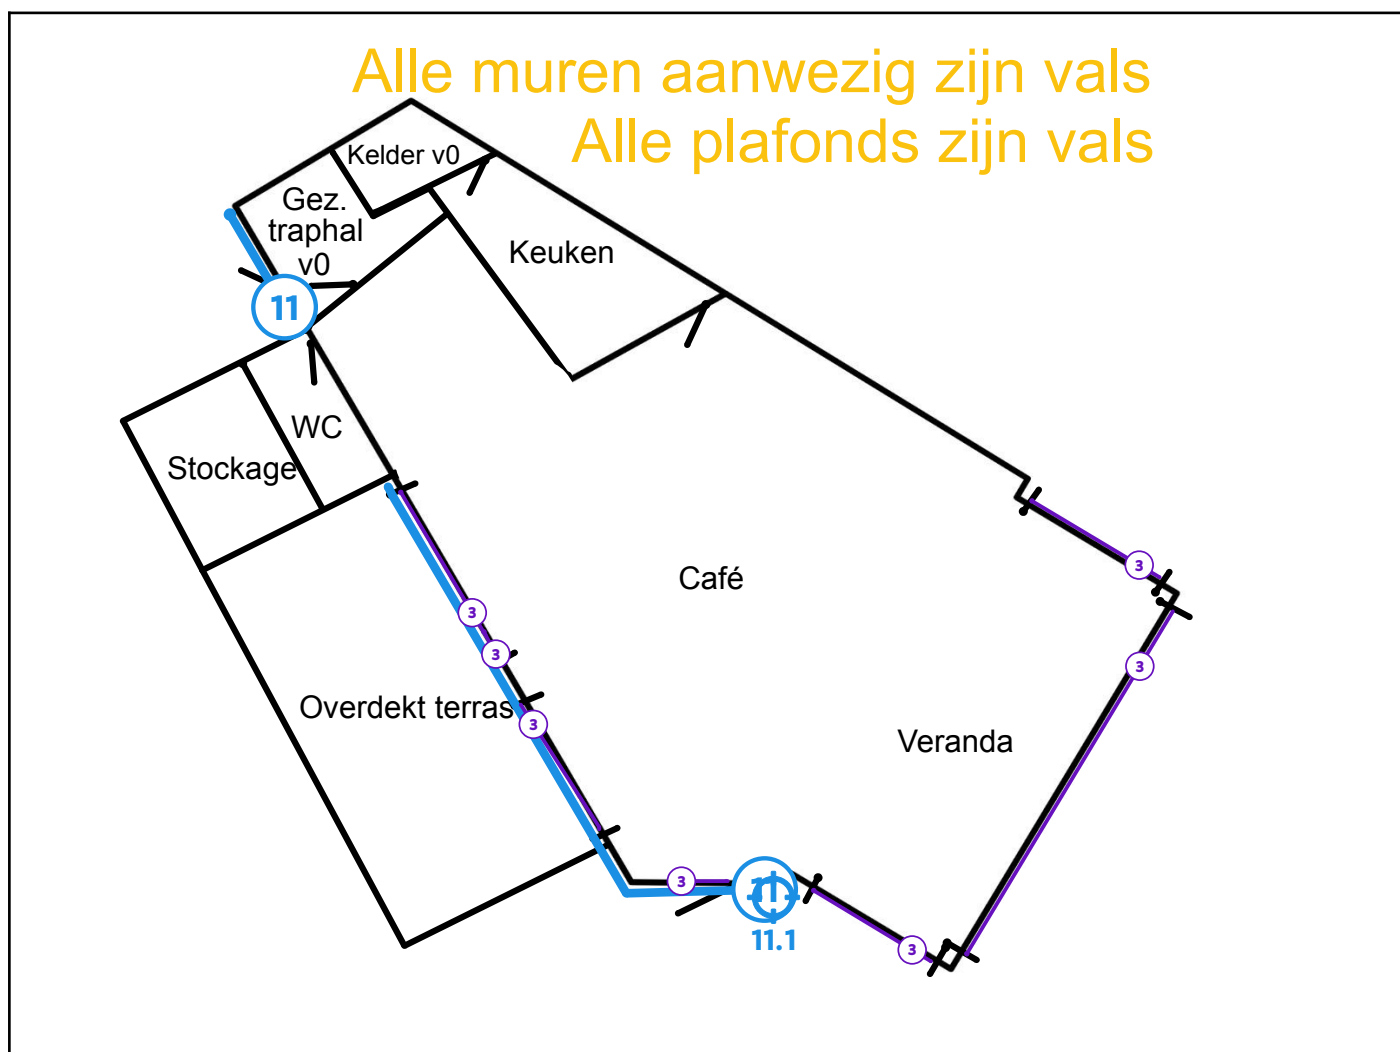 Alle muren aanwezig zijn vals
Alle plafonds zijn vals
Kelder v0
Gez.
traphal
v0
Keuken
11
WC
Stockage
Café
3
3
3
3
3
Overdekt terras
3
Veranda
3
11
11.1